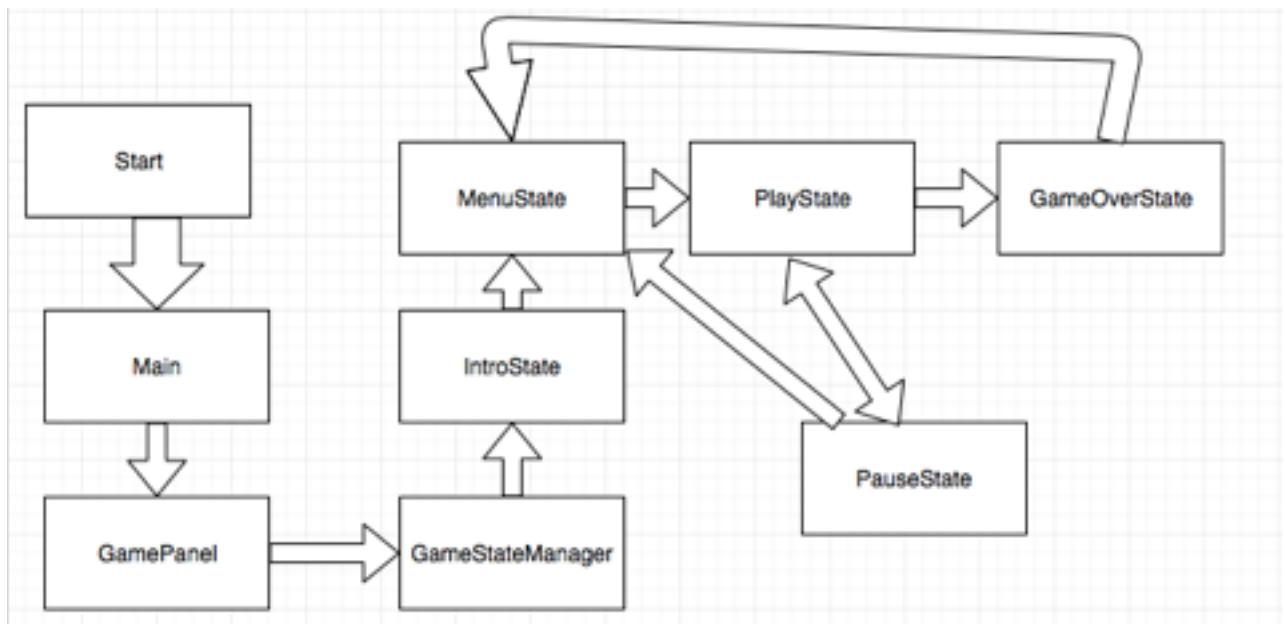 Start
MenuState
PlayState
GameOverState
Main
IntroState
PauseState
GamePanel
GameStateManager